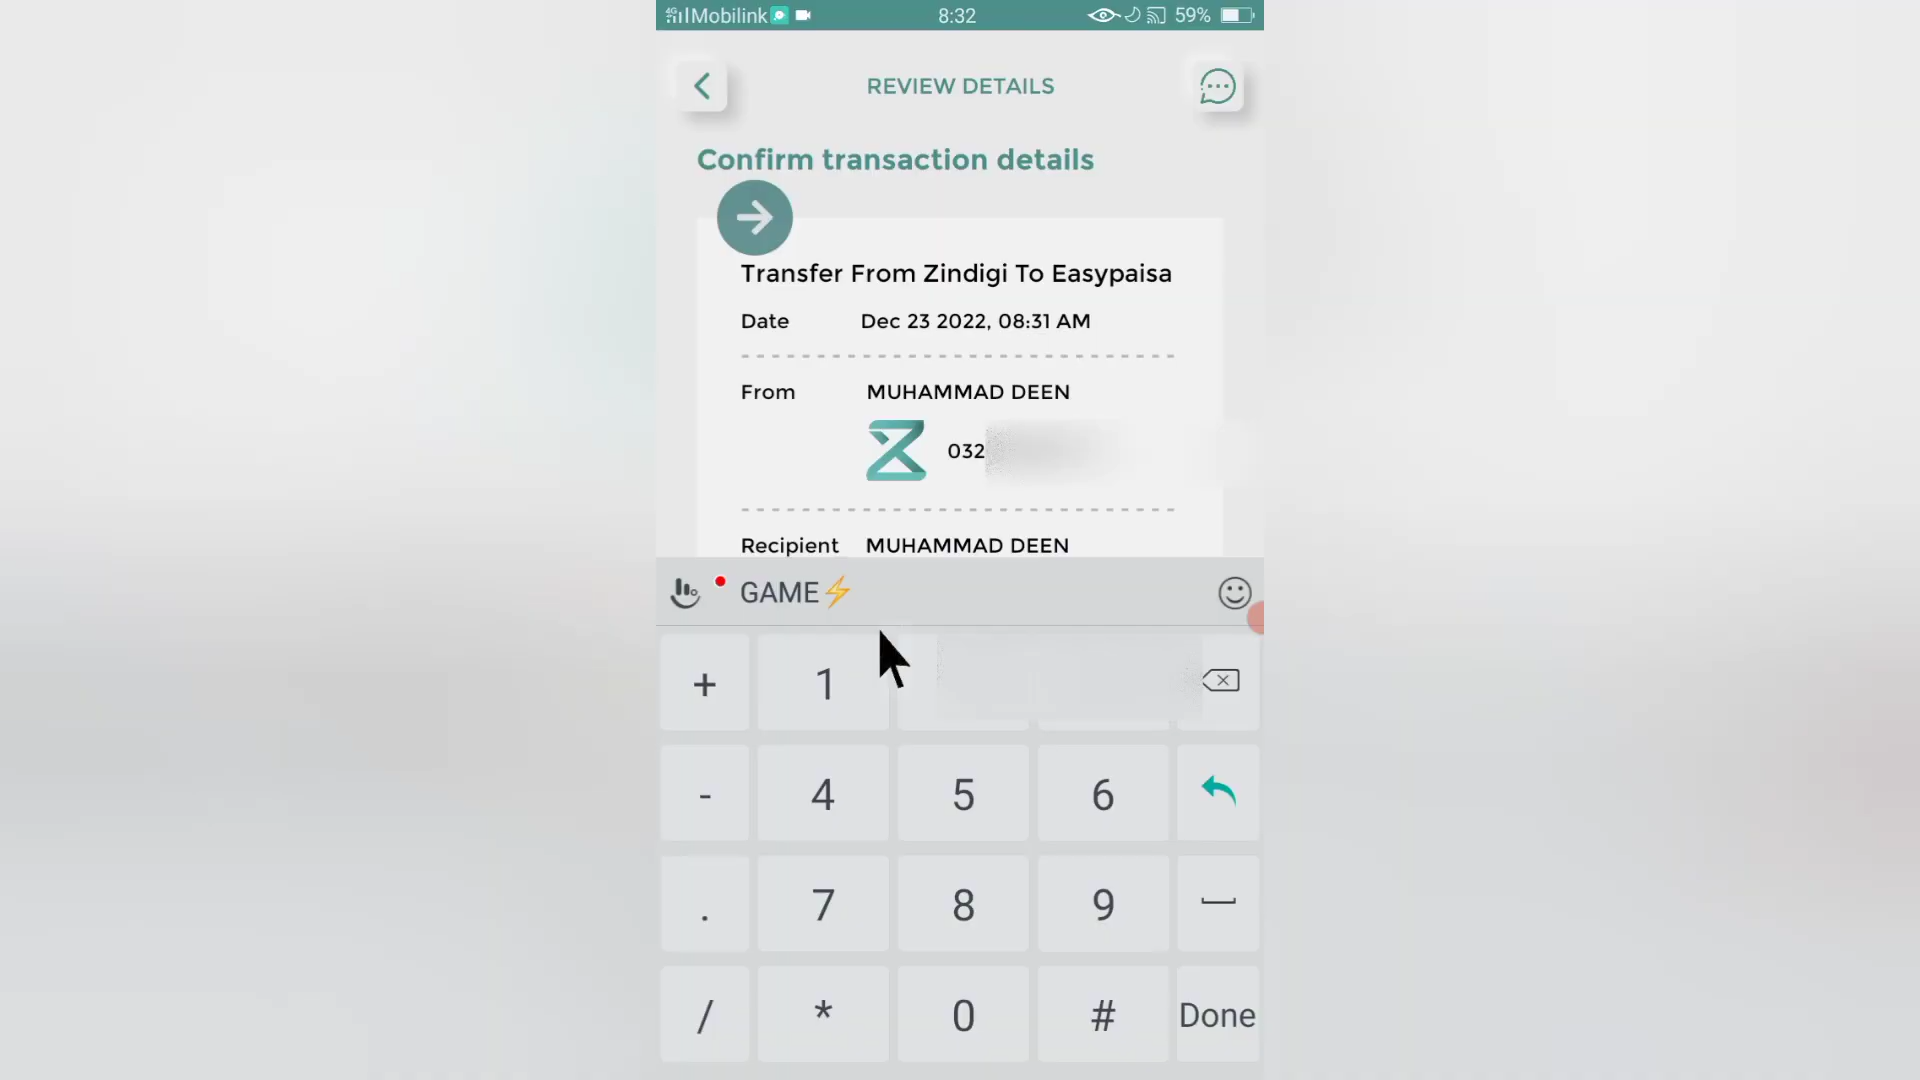 4G Mobilink 8:32 59%
REVIEW DETAILS
Confirm transaction details
Transfer From Zindigi To Easypaisa
Date Dec 23 2022, 08:31 AM
From MUHAMMAD DEEN
032
Recipient MUHAMMAD DEEN
GAME⚡
+ 1
- 4 5 6
. 7 8 9
/ * 0 # Done